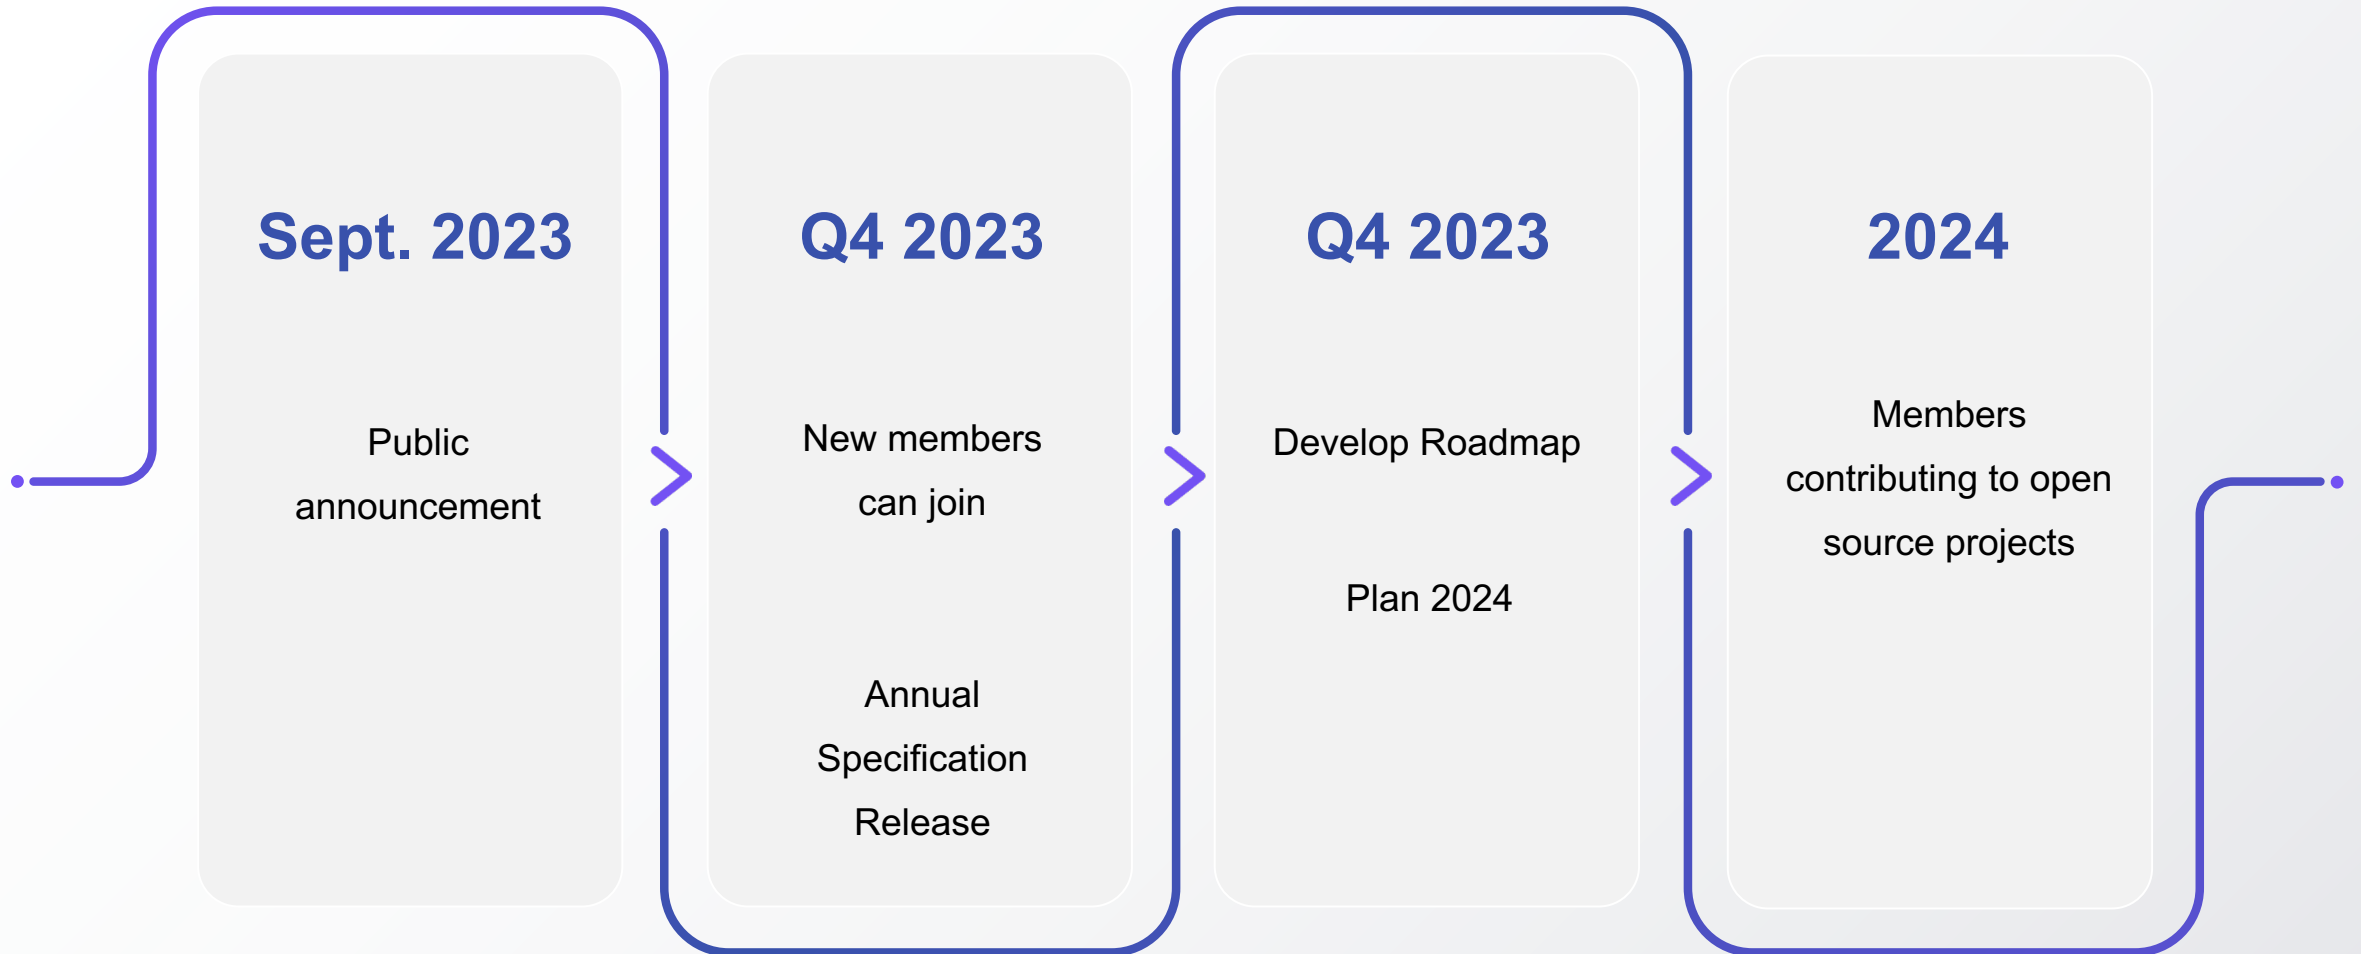 Sept. 2023
Public
announcement
Q4 2023
New members
can join
Annual
Specification
Release
Q4 2023
Develop Roadmap
Plan 2024
2024
Members
contributing to open
source projects